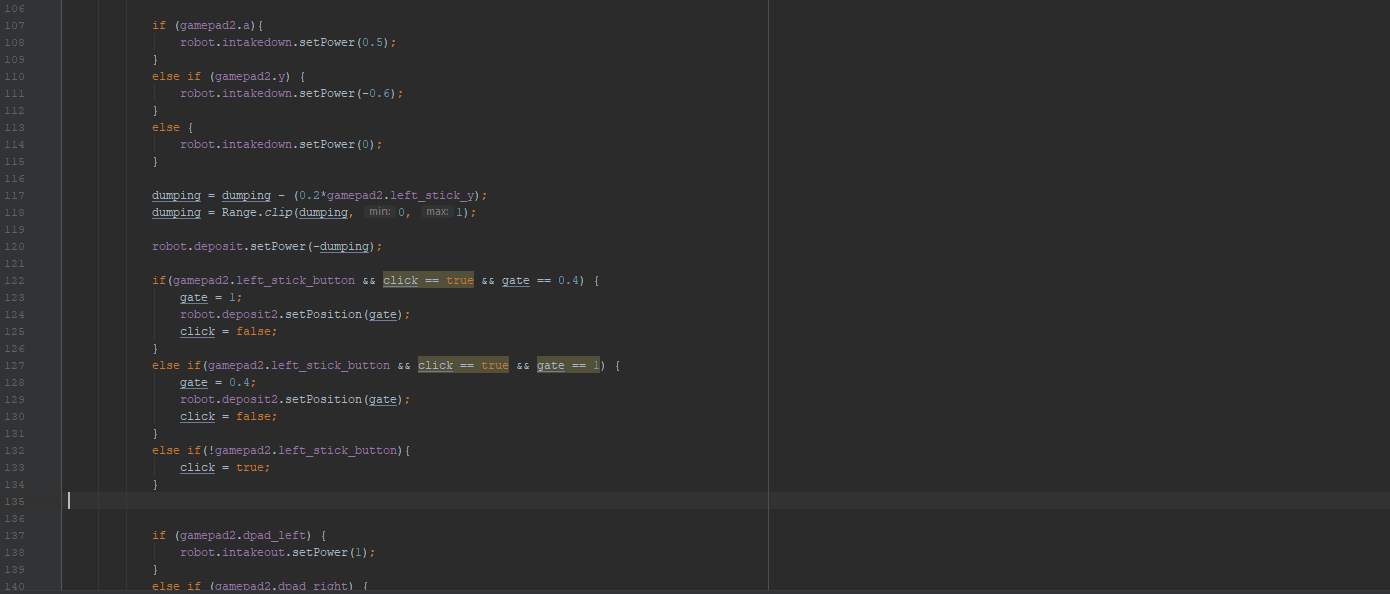 106
107 if (gamepad2.a){
108 robot.intakedown.setPower(0.5);
109 }
110 else if (gamepad2.y) {
111 robot.intakedown.setPower(-0.6);
112 }
113 else {
114 robot.intakedown.setPower(0);
115 }
116
117 dumping = dumping - (0.2*gamepad2.left_stick_y);
118 dumping = Range.clip(dumping, min: 0, max: 1);
119
120 robot.deposit.setPower(-dumping);
121
122 if(gamepad2.left_stick_button && click == true && gate == 0.4) {
123 gate = 1;
124 robot.deposit2.setPosition(gate);
125 click = false;
126 }
127 else if(gamepad2.left_stick_button && click == true && gate == 1) {
128 gate = 0.4;
129 robot.deposit2.setPosition(gate);
130 click = false;
131 }
132 else if(!gamepad2.left_stick_button){
133 click = true;
134 }
135
136
137 if (gamepad2.dpad_left) {
138 robot.intakeout.setPower(1);
139 }
140 else if (gamepad2.dpad_right) {